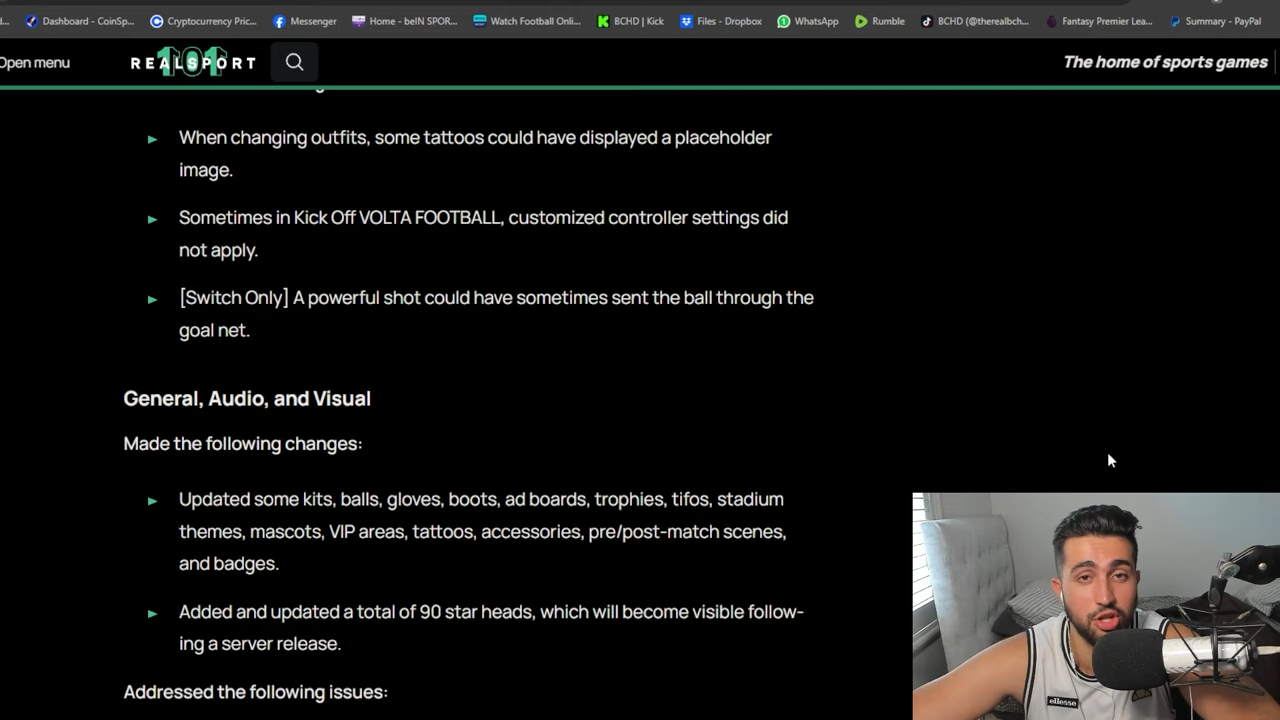 Dashboard - CoinSp...
Cryptocurrency Pric...
Messenger
Home - beIN SPOR...
Watch Football Onli...
BCHD | Kick
Files - Dropbox
WhatsApp
Rumble
BCHD (@therealbch...
Fantasy Premier Lea...
Summary - PayPal
Open menu
REALSPORT
101
The home of sports games
When changing outfits, some tattoos could have displayed a placeholder
image.
Sometimes in Kick Off VOLTA FOOTBALL, customized controller settings did
not apply.
[Switch Only] A powerful shot could have sometimes sent the ball through the
goal net.
General, Audio, and Visual
Made the following changes:
Updated some kits, balls, gloves, boots, ad boards, trophies, tifos, stadium
themes, mascots, VIP areas, tattoos, accessories, pre/post-match scenes,
and badges.
Added and updated a total of 90 star heads, which will become visible follow-
ing a server release.
Addressed the following issues:
ellesse